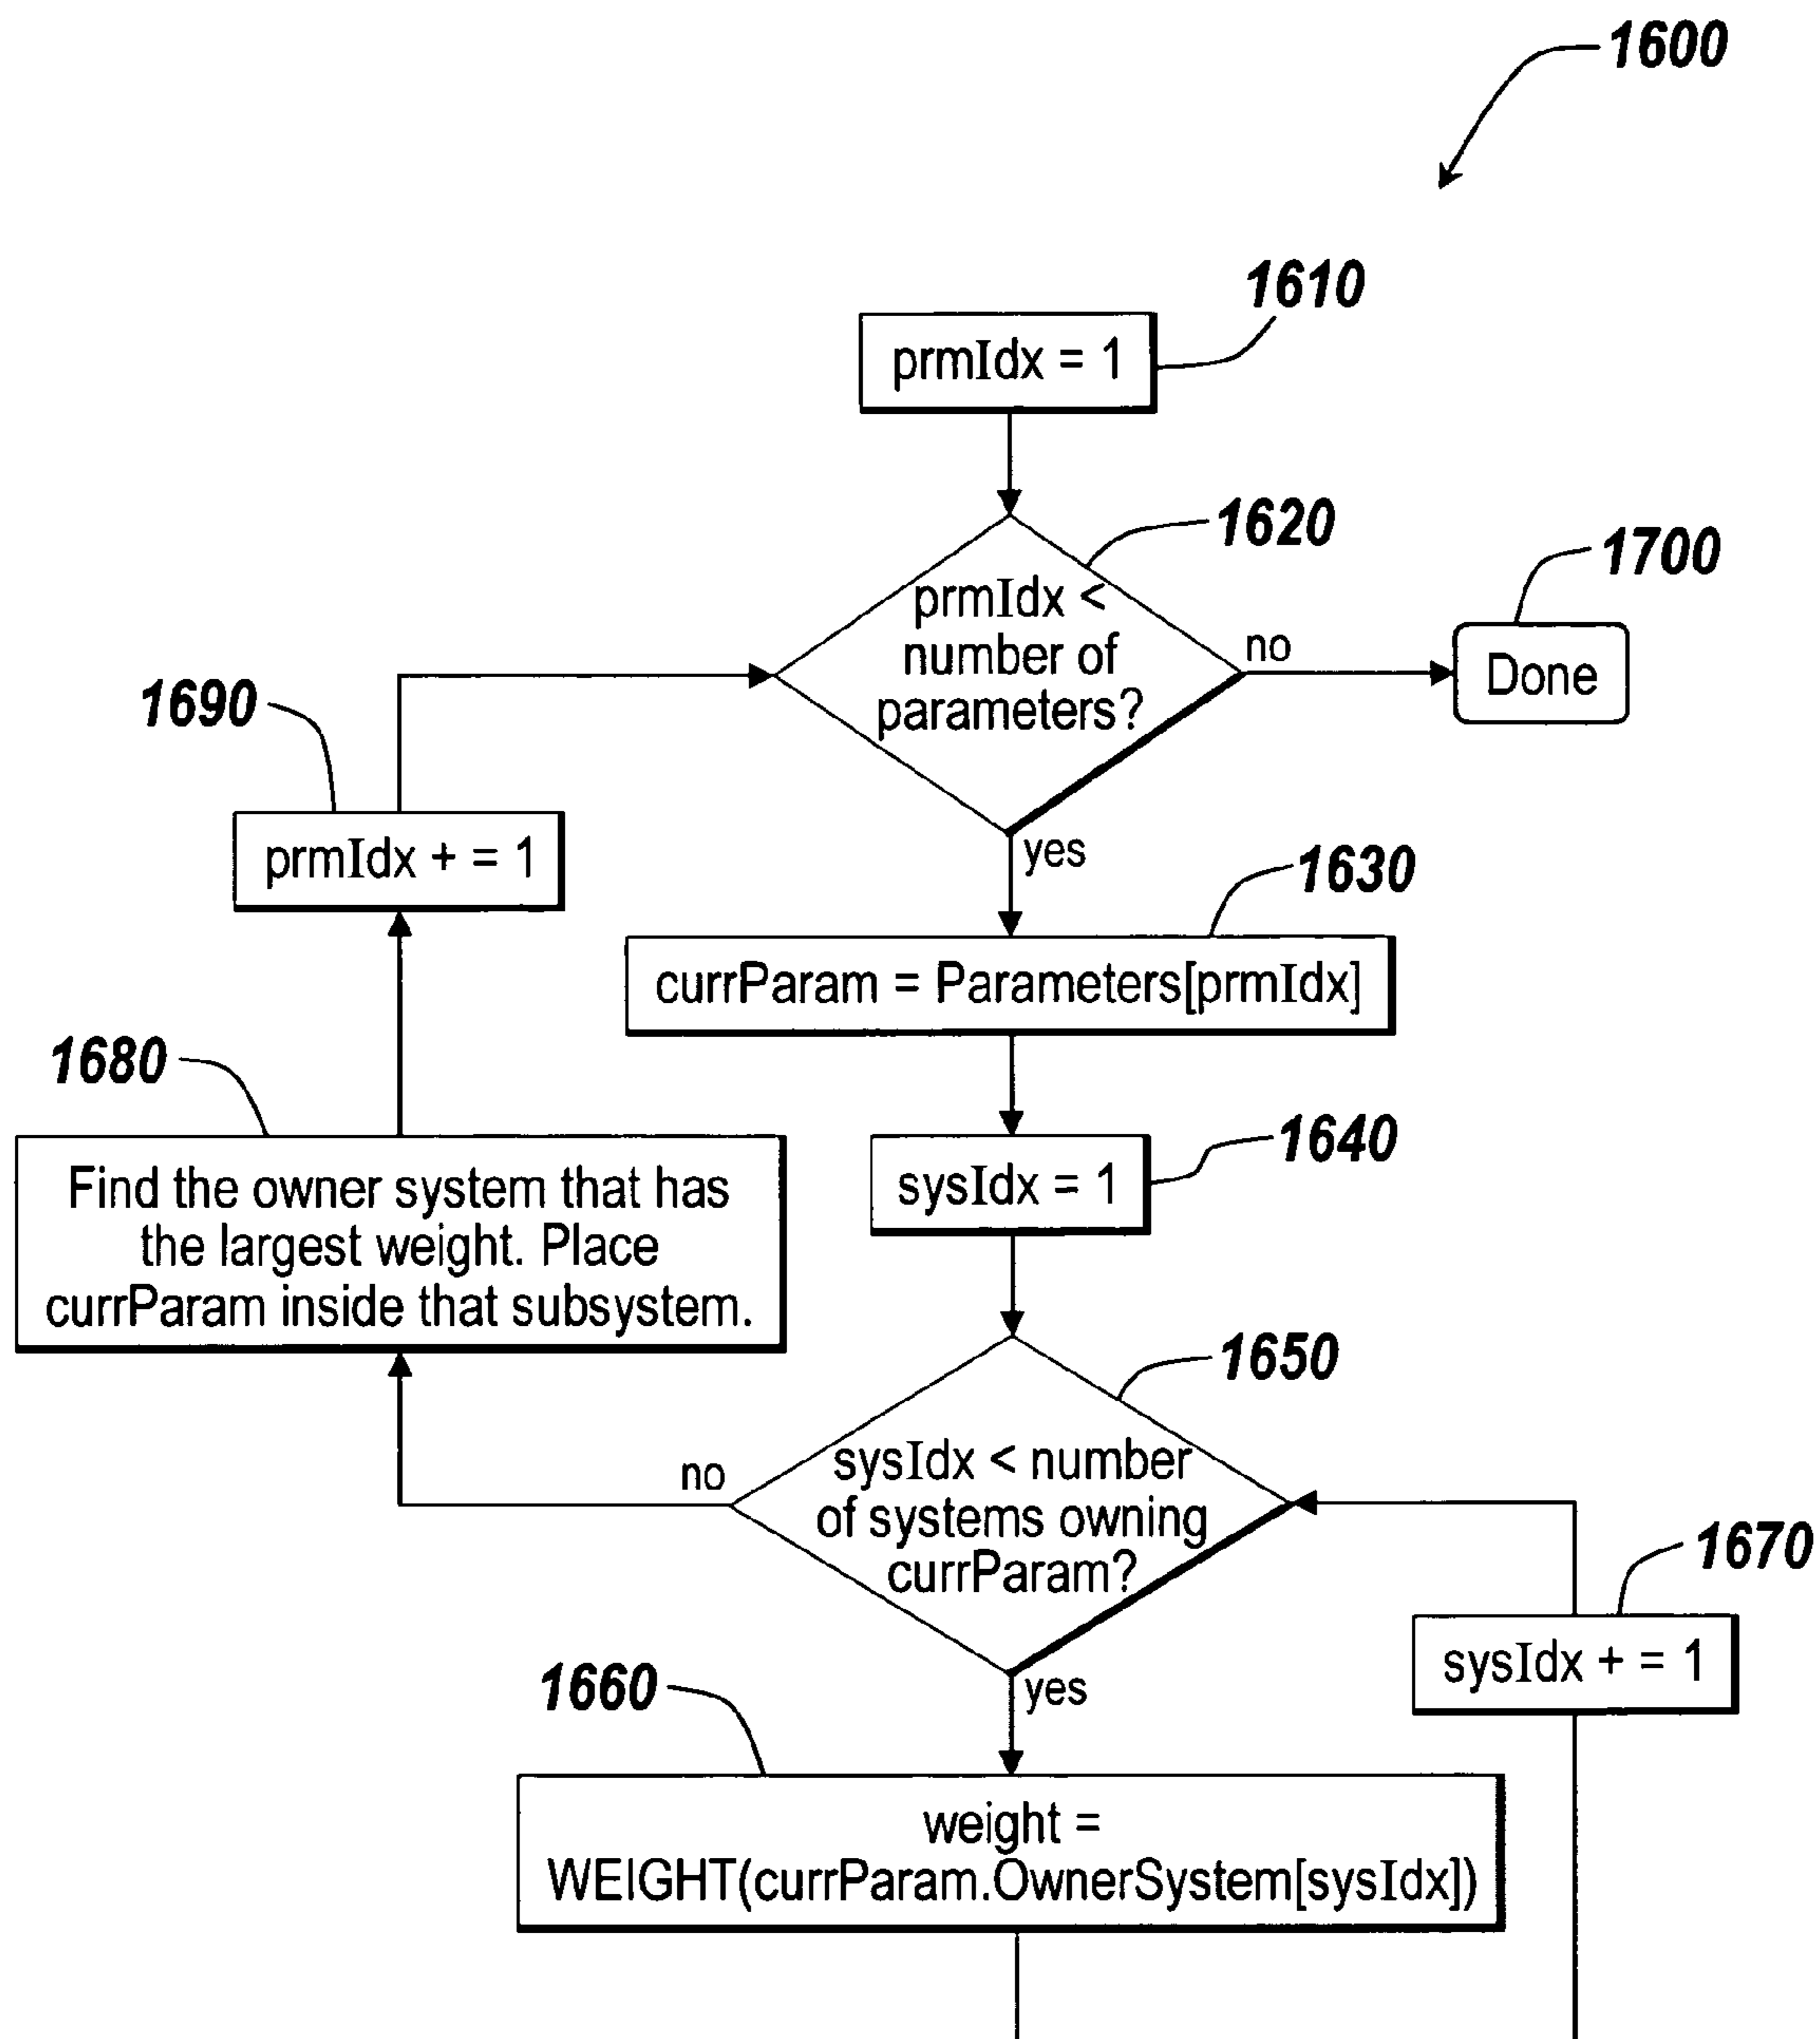 1600
1610
prmIdx = 1
1620
prmIdx <
number of
parameters?
no
1700
Done
yes
1690
prmIdx + = 1
1630
currParam = Parameters[prmIdx]
1680
Find the owner system that has
the largest weight. Place
currParam inside that subsystem.
1640
sysIdx = 1
1650
sysIdx < number
of systems owning
currParam?
no
yes
1670
sysIdx + = 1
1660
weight =
WEIGHT(currParam.OwnerSystem[sysIdx])